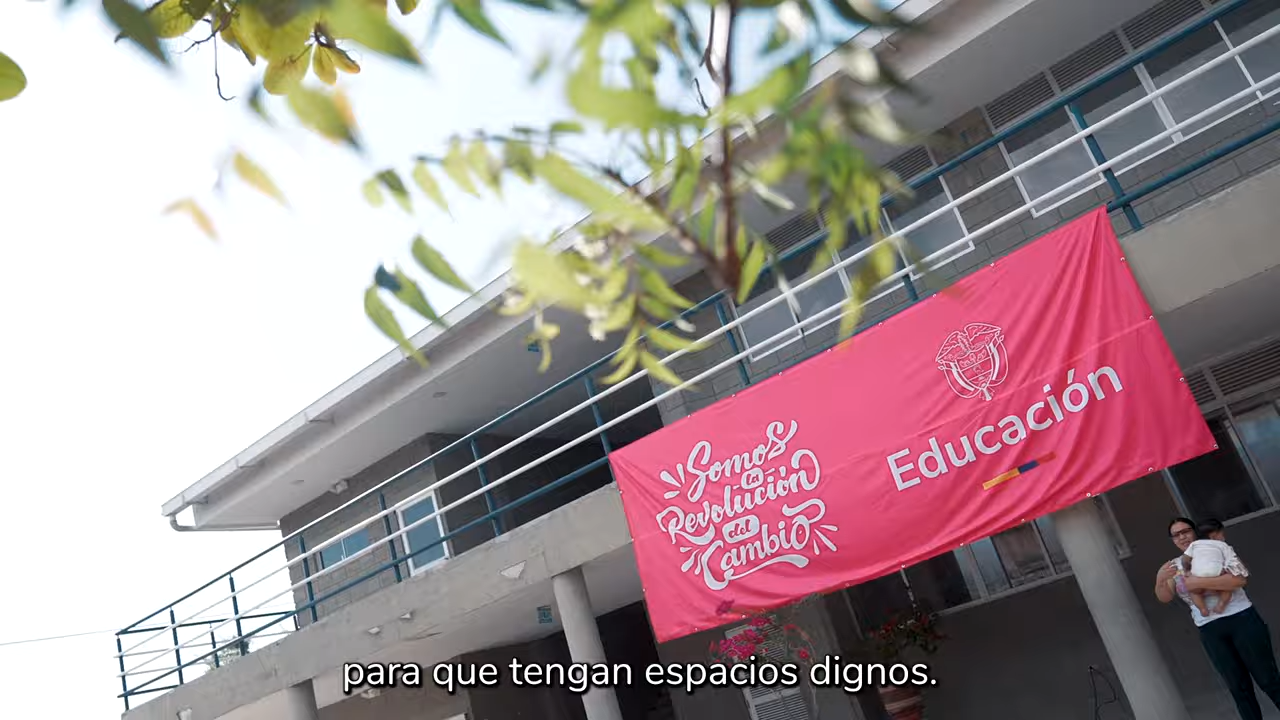 Somos
la
Revolución
del
Cambio
Educación
para que tengan espacios dignos.